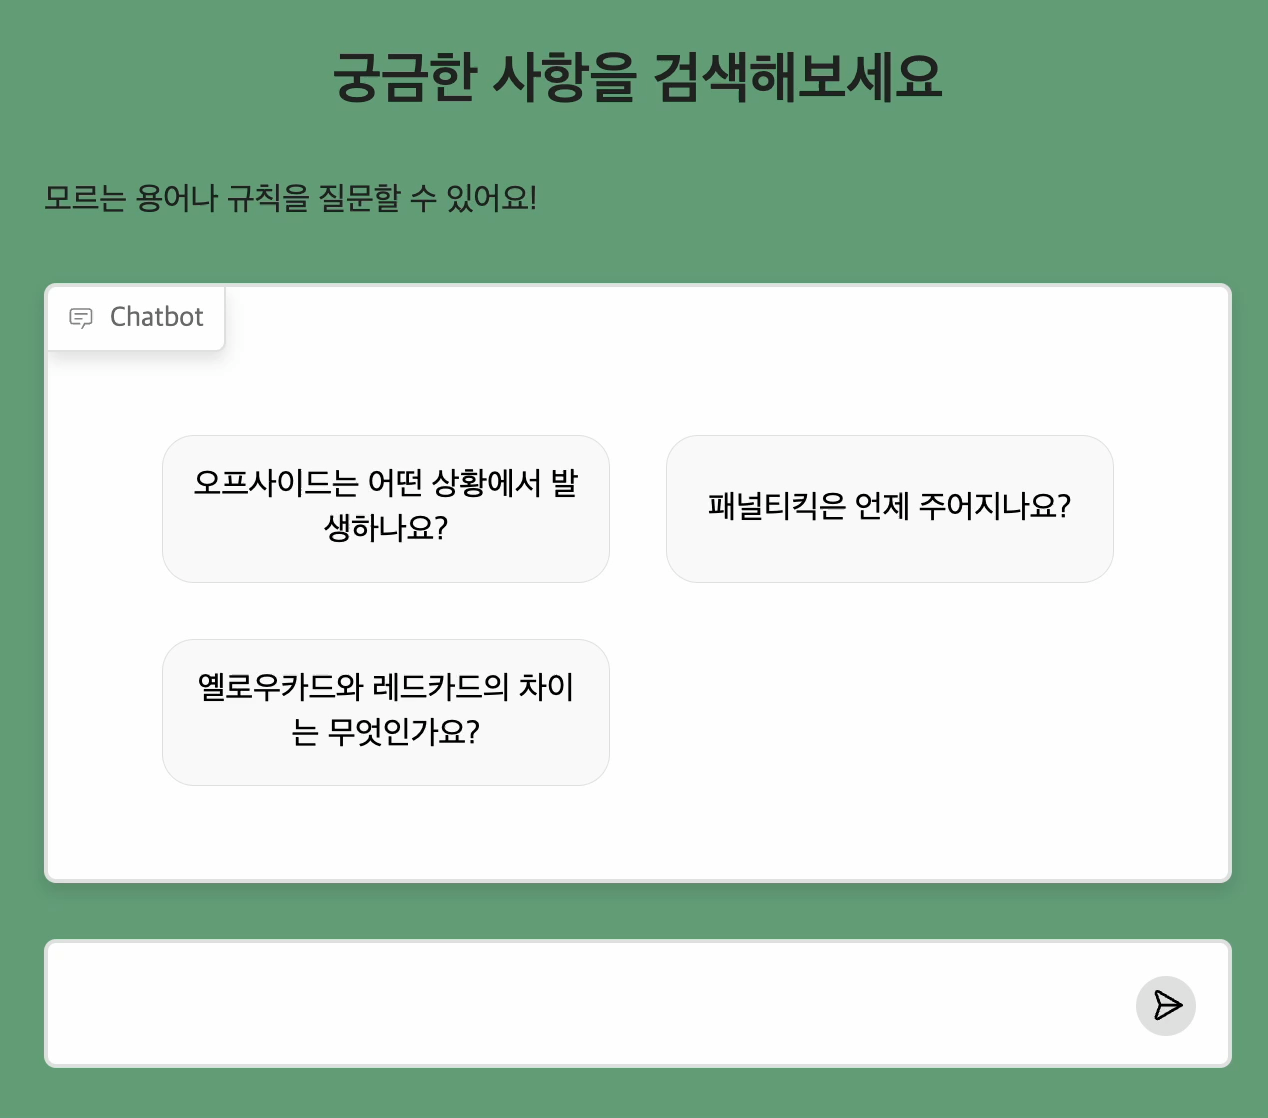 궁금한 사항을 검색해보세요
모르는 용어나 규칙을 질문할 수 있어요!
Chatbot
오프사이드는 어떤 상황에서 발
생하나요?
패널티킥은 언제 주어지나요?
옐로우카드와 레드카드의 차이
는 무엇인가요?